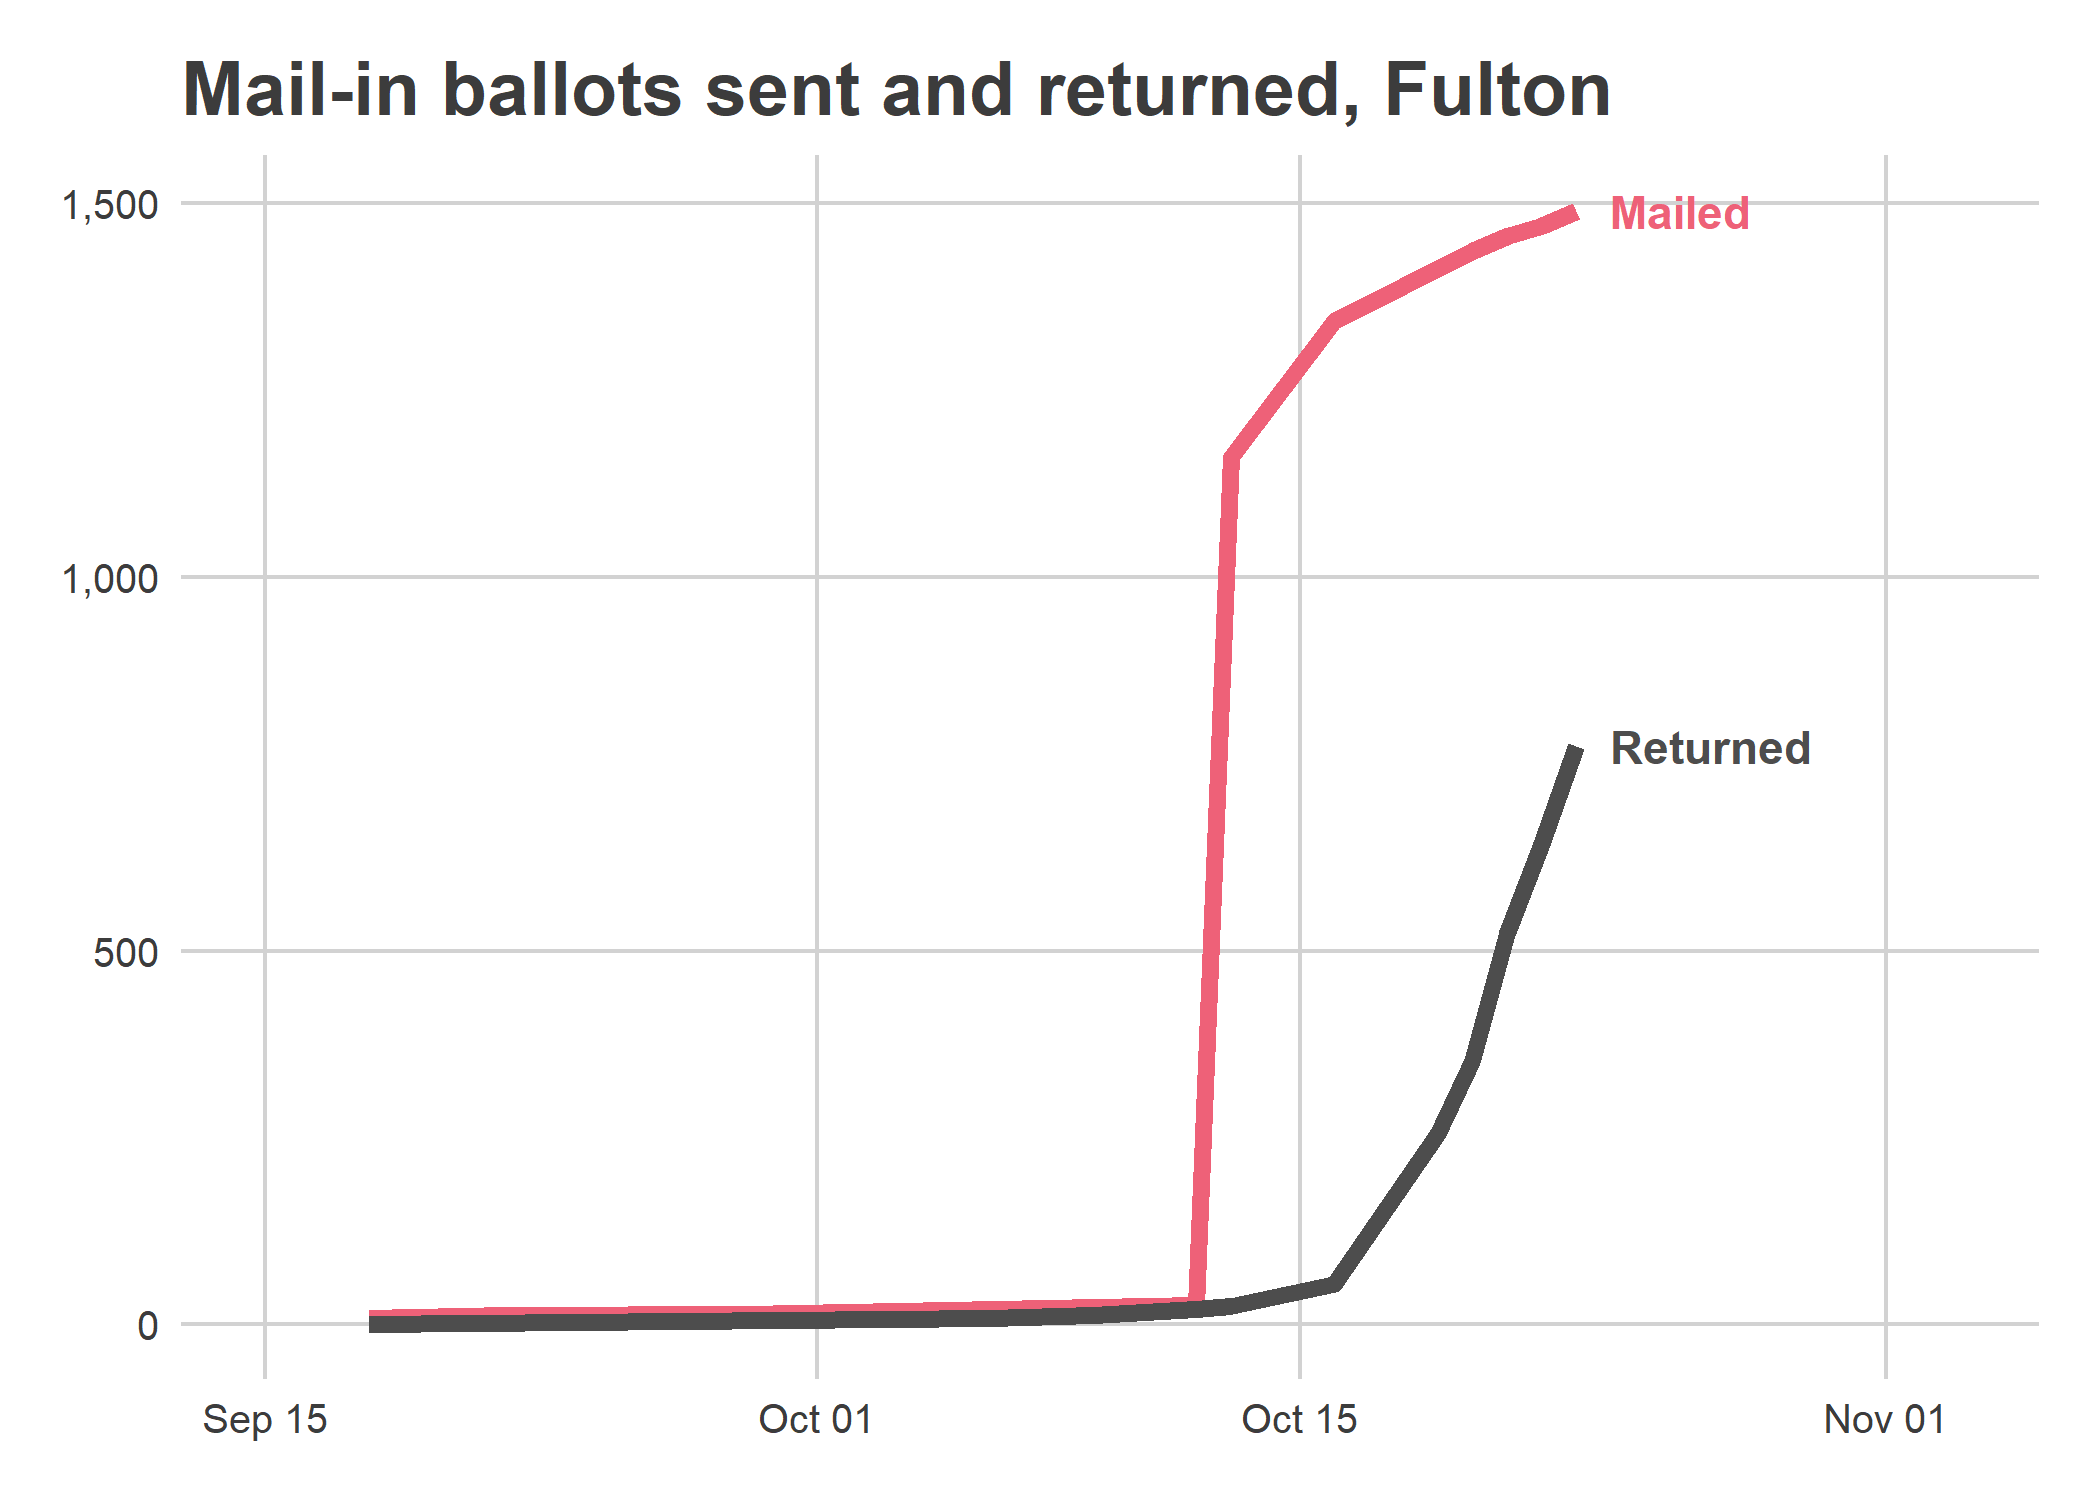 Mail-in ballots sent and returned, Fulton
1,500
Mailed
1,000
Returned
500
0
Sep 15
Oct 01
Oct 15
Nov 01